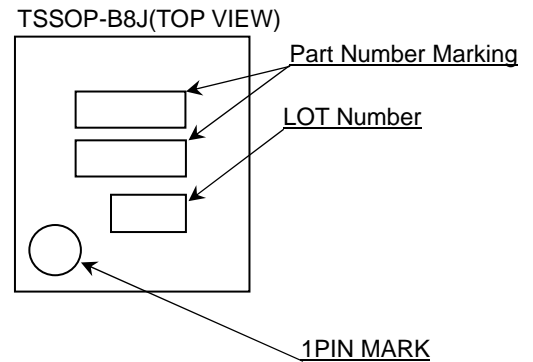 TSSOP-B8J(TOP VIEW)
Part Number Marking
LOT Number
1PIN MARK